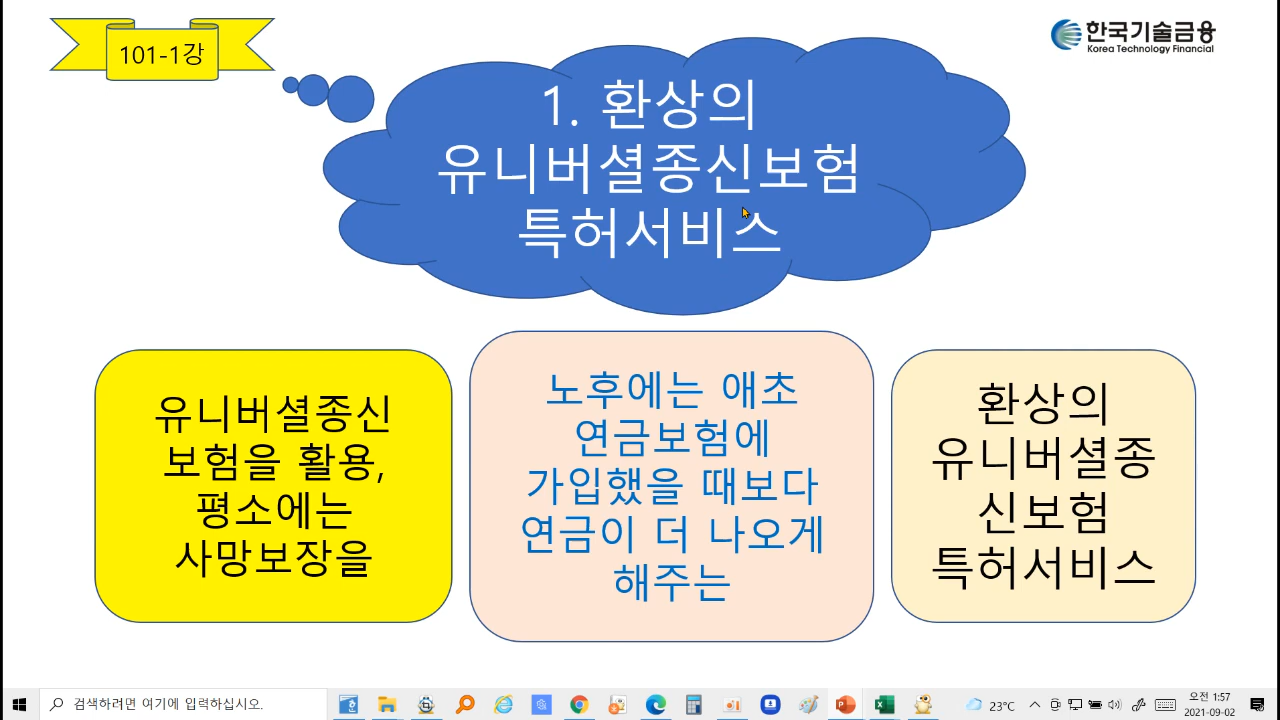 101-1강
한국기술금융
Korea Technology Financial
1. 환상의
유니버셜종신보험
특허서비스
유니버셜종신
보험을 활용,
평소에는
사망보장을
노후에는 애초
연금보험에
가입했을 때보다
연금이 더 나오게
해주는
환상의
유니버셜종
신보험
특허서비스
검색하려면 여기에 입력하십시오.
23°C
오전 1:57
2021-09-02